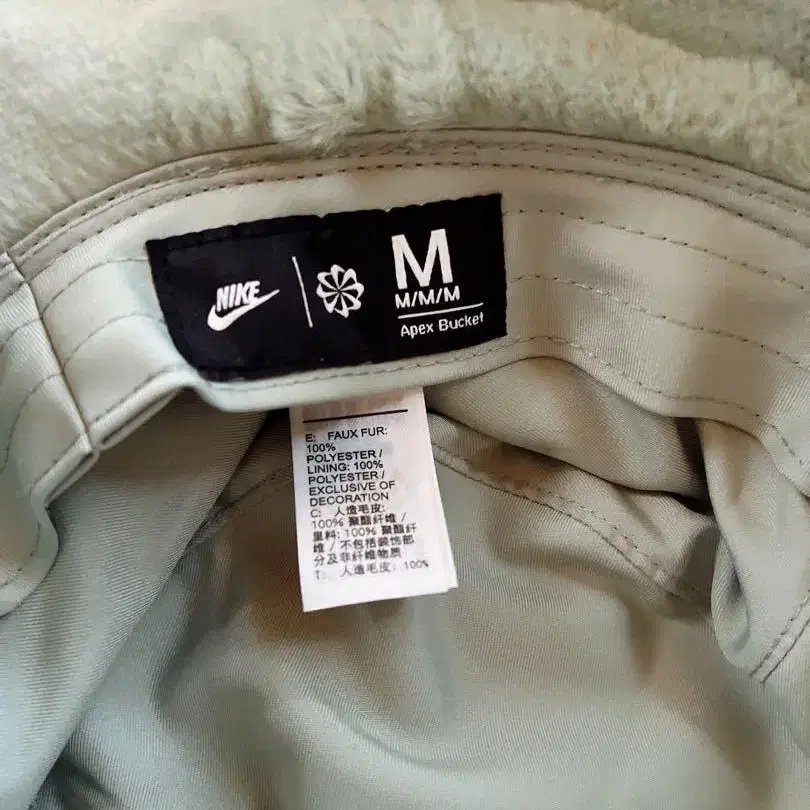 NIKE
M
M/M/M
Apex Bucket
E: FAUX FUR:
100%
POLYESTER /
LINING: 100%
POLYESTER /
EXCLUSIVE OF
DECORATION
C: 人造毛皮:
100% 聚酯纤维 /
里料: 100% 聚酯纤
维 / 不包括装饰部
分及非纤维物质
T: 人造毛皮: 100%